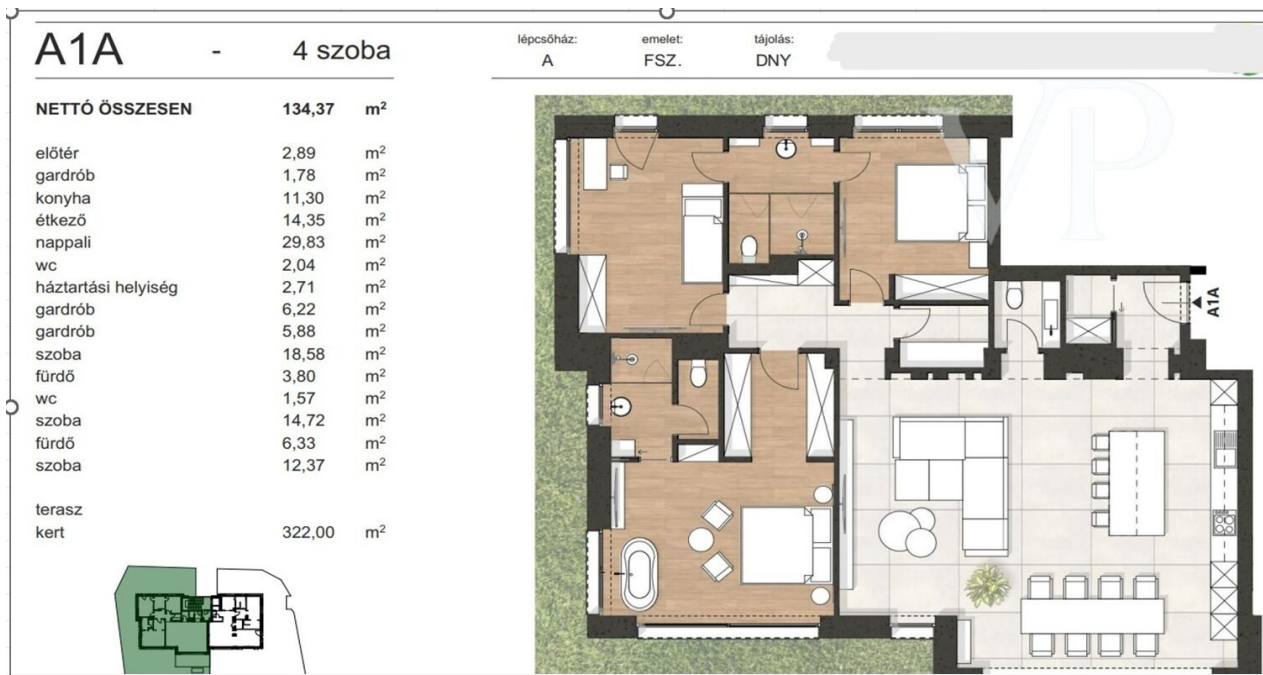 A1A - 4 szoba
lépcsőház: emelet: tájolás:
A FSZ. DNY
NETTÓ ÖSSZESEN 134,37 m²
előtér 2,89 m²
gardrób 1,78 m²
konyha 11,30 m²
étkező 14,35 m²
nappali 29,83 m²
wc 2,04 m²
háztartási helyiség 2,71 m²
gardrób 6,22 m²
gardrób 5,88 m²
szoba 18,58 m²
fürdő 3,80 m²
wc 1,57 m²
szoba 14,72 m²
fürdő 6,33 m²
szoba 12,37 m²
terasz
kert 322,00 m²
VP
A1A